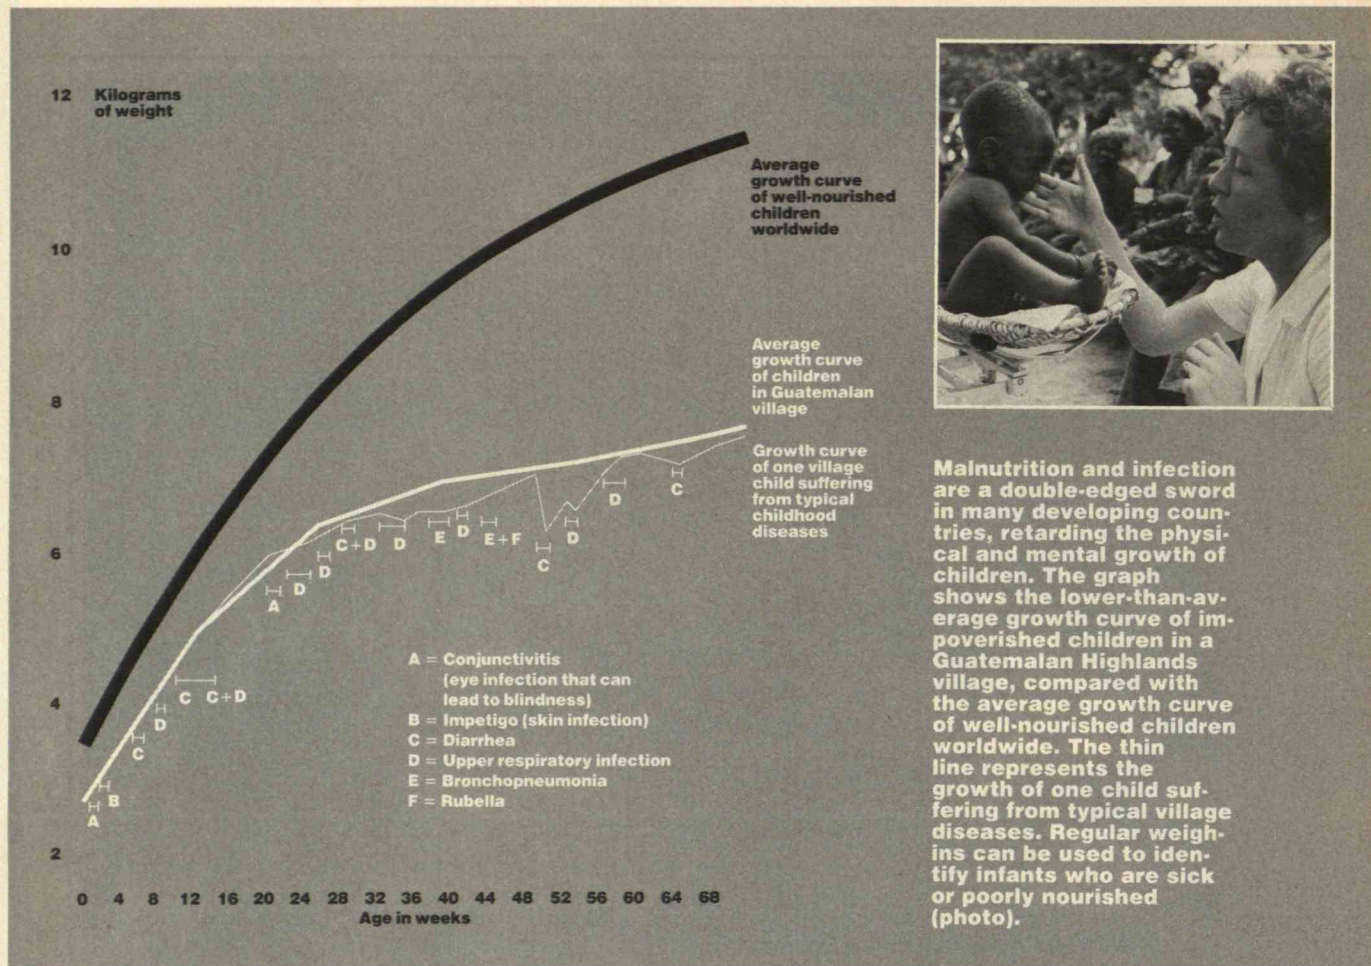 12 Kilograms
of weight
10
8
6
4
2
0 4 8 12 16 20 24 28 32 36 40 44 48 52 56 60 64 68
Age in weeks
Average
growth curve
of well-nourished
children
worldwide
Average
growth curve
of children
in Guatemalan
village
Growth curve
of one village
child suffering
from typical
childhood
diseases
A
B
C
D
C C+D
A
D
D
C+D
D
E
D
E+F
C
D
D
C
A = Conjunctivitis
(eye infection that can
lead to blindness)
B = Impetigo (skin infection)
C = Diarrhea
D = Upper respiratory infection
E = Bronchopneumonia
F = Rubella
Malnutrition and infection
are a double-edged sword
in many developing coun-
tries, retarding the physi-
cal and mental growth of
children. The graph
shows the lower-than-av-
erage growth curve of im-
poverished children in a
Guatemalan Highlands
village, compared with
the average growth curve
of well-nourished children
worldwide. The thin
line represents the
growth of one child suf-
fering from typical village
diseases. Regular weigh-
ins can be used to iden-
tify infants who are sick
or poorly nourished
(photo).